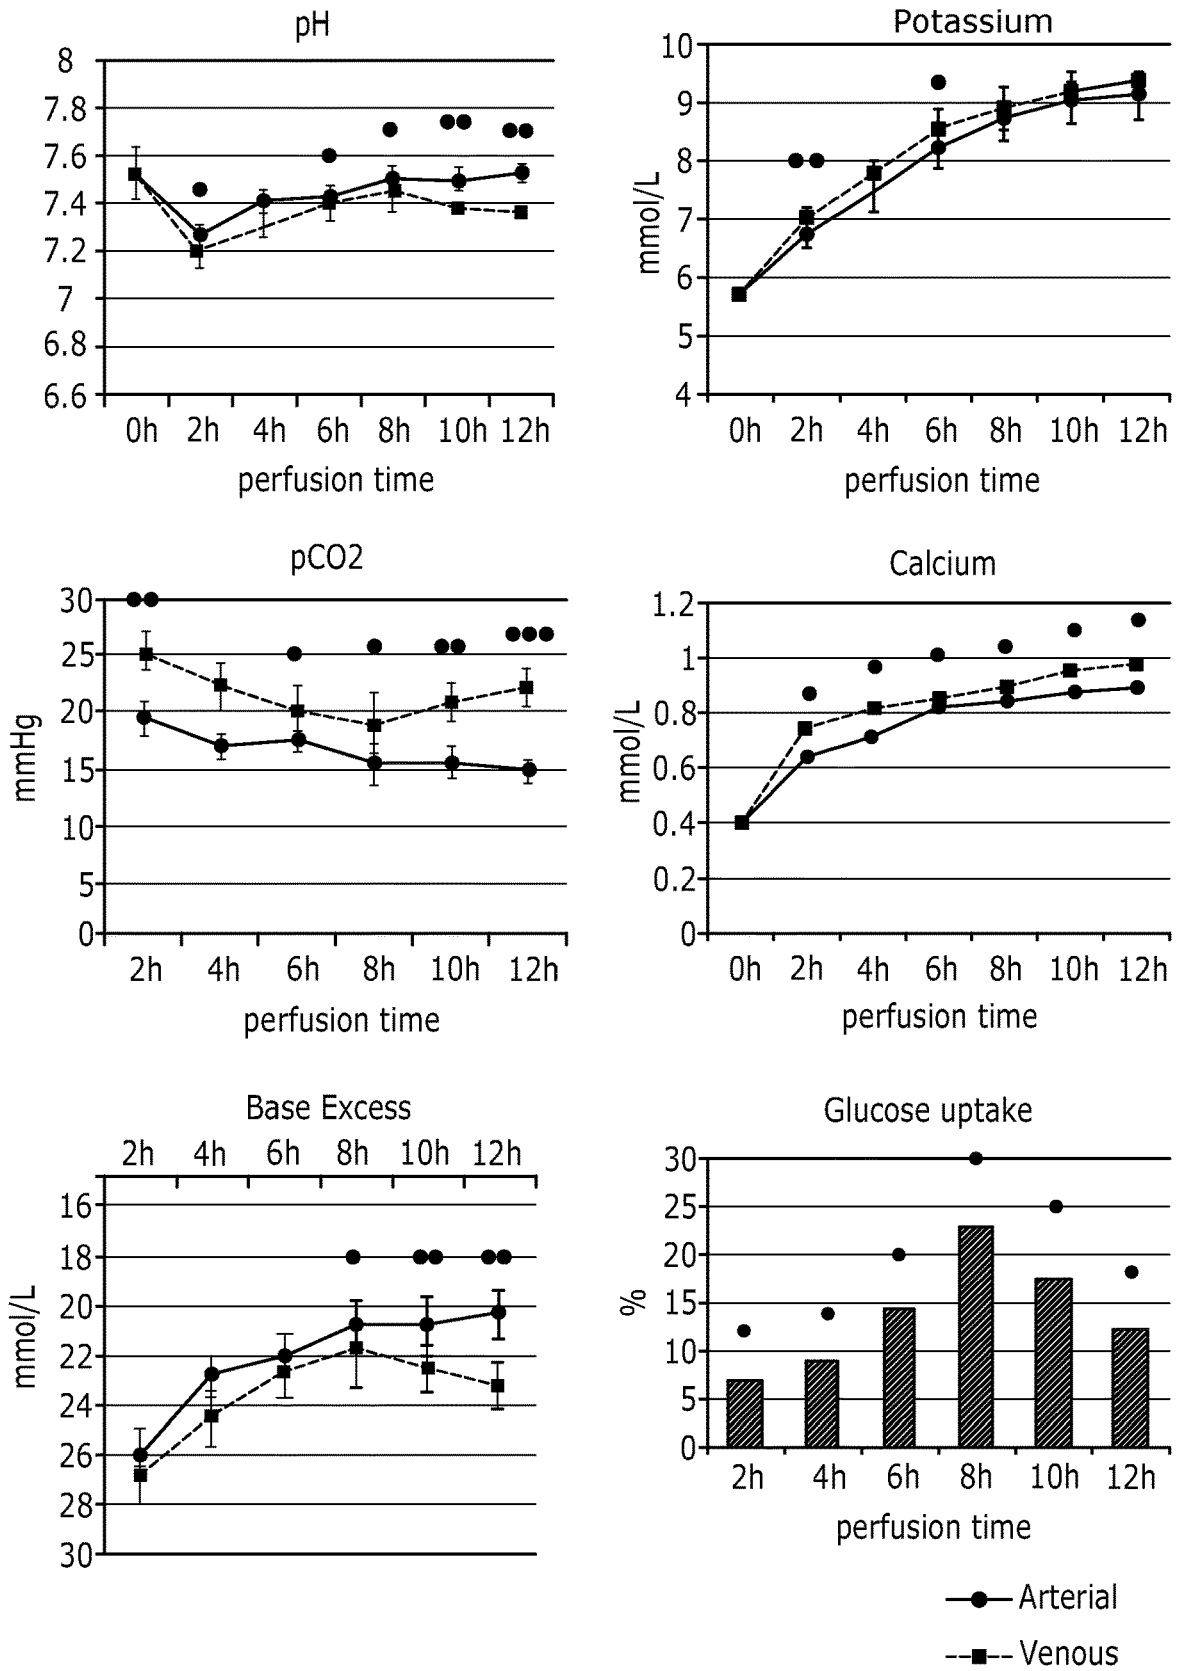 pH
8
7.8
7.6
7.4
7.2
7
6.8
6.6
0h 2h 4h 6h 8h 10h 12h
perfusion time
Potassium
10
9
8
7
6
5
4
mmol/L
0h 2h 4h 6h 8h 10h 12h
perfusion time
pCO2
30
25
20
15
10
5
0
mmHg
2h 4h 6h 8h 10h 12h
perfusion time
Calcium
1.2
1
0.8
0.6
0.4
0.2
0
mmol/L
0h 2h 4h 6h 8h 10h 12h
perfusion time
Base Excess
2h 4h 6h 8h 10h 12h
16
18
20
22
24
26
28
30
mmol/L
Glucose uptake
30
25
20
15
10
5
0
%
2h 4h 6h 8h 10h 12h
perfusion time
Arterial
Venous